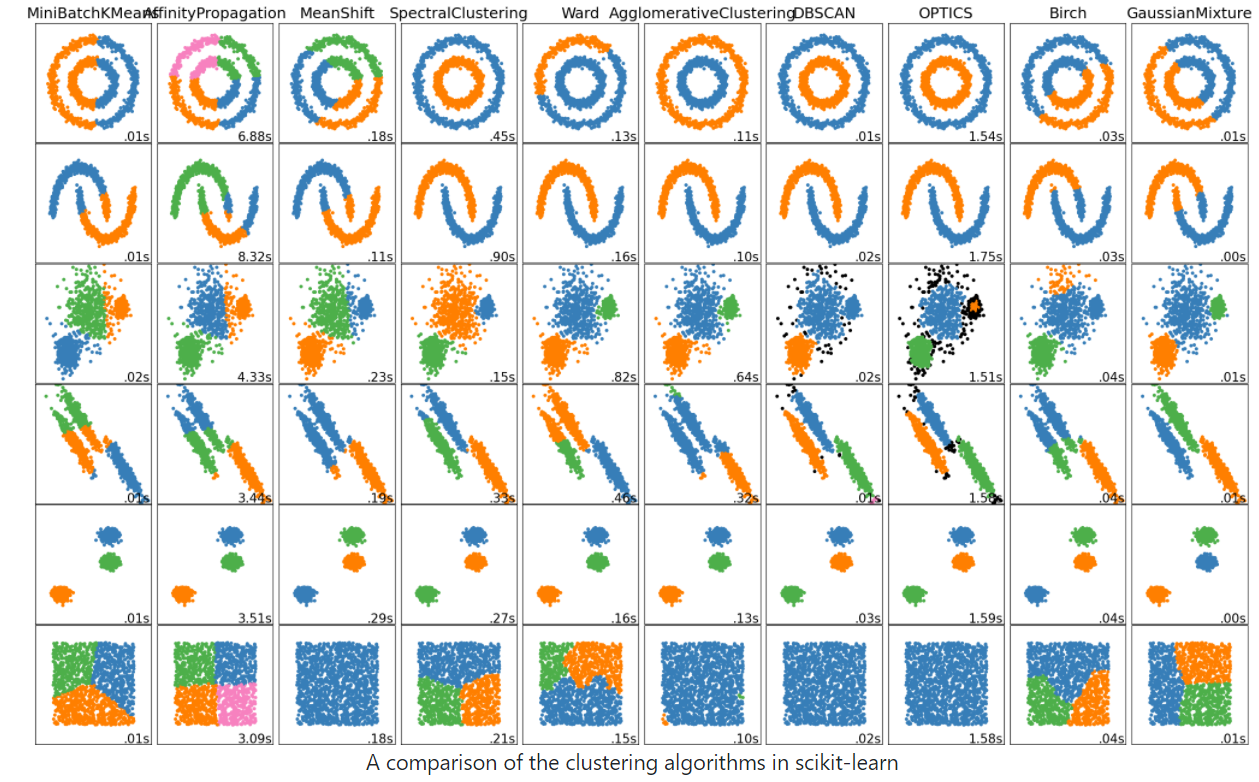 MiniBatchKMeans AffinityPropagation MeanShift SpectralClustering Ward AgglomerativeClustering DBSCAN OPTICS Birch GaussianMixture
.01s 6.88s .18s .45s .13s .11s .01s 1.54s .03s .01s
.01s 8.32s .11s .90s .16s .10s .02s 1.75s .03s .00s
.02s 4.33s .23s .15s .82s .64s .02s 1.51s .04s .01s
.01s 3.44s .19s .33s .46s .32s .01s .04s .01s
.01s 3.51s .29s .27s .16s .13s .03s 1.59s .04s .00s
.01s 3.09s .18s .21s .15s .10s .02s 1.58s .04s .01s
A comparison of the clustering algorithms in scikit-learn